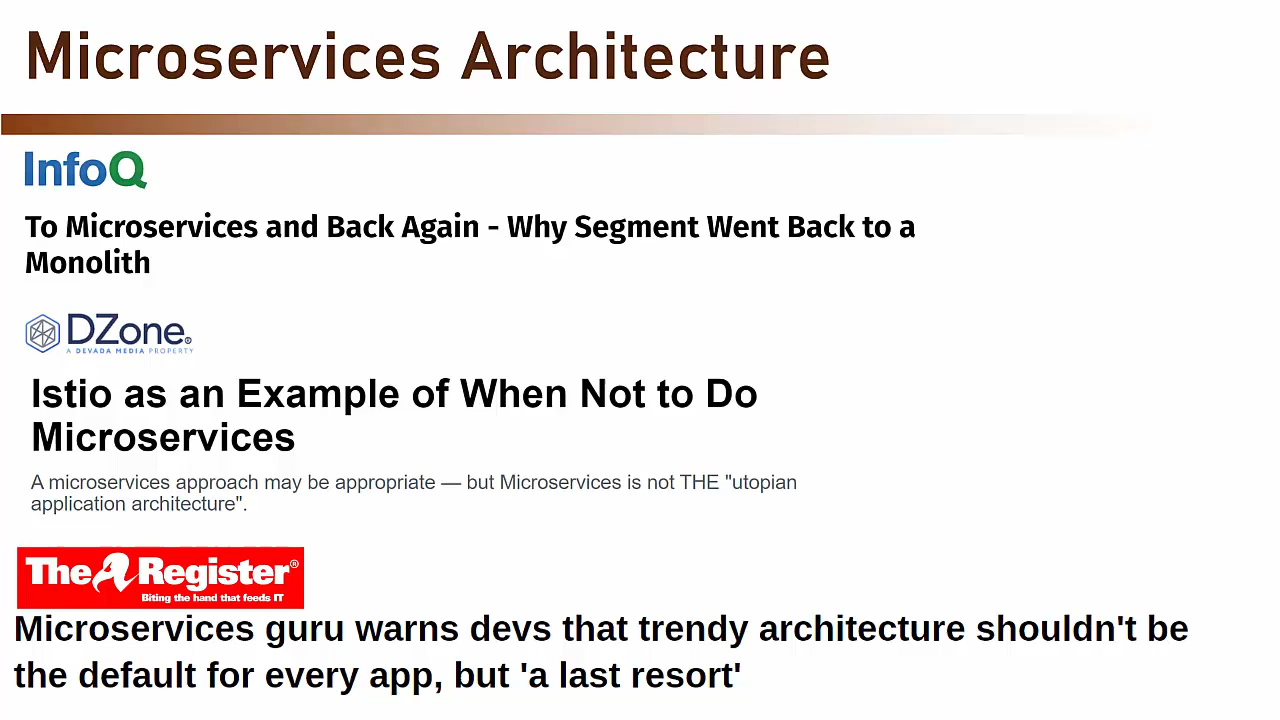 Microservices Architecture
InfoQ
To Microservices and Back Again - Why Segment Went Back to a
Monolith
DZone®
A DEVADA MEDIA PROPERTY
Istio as an Example of When Not to Do
Microservices
A microservices approach may be appropriate — but Microservices is not THE "utopian
application architecture".
The Register®
Biting the hand that feeds IT
Microservices guru warns devs that trendy architecture shouldn't be
the default for every app, but 'a last resort'